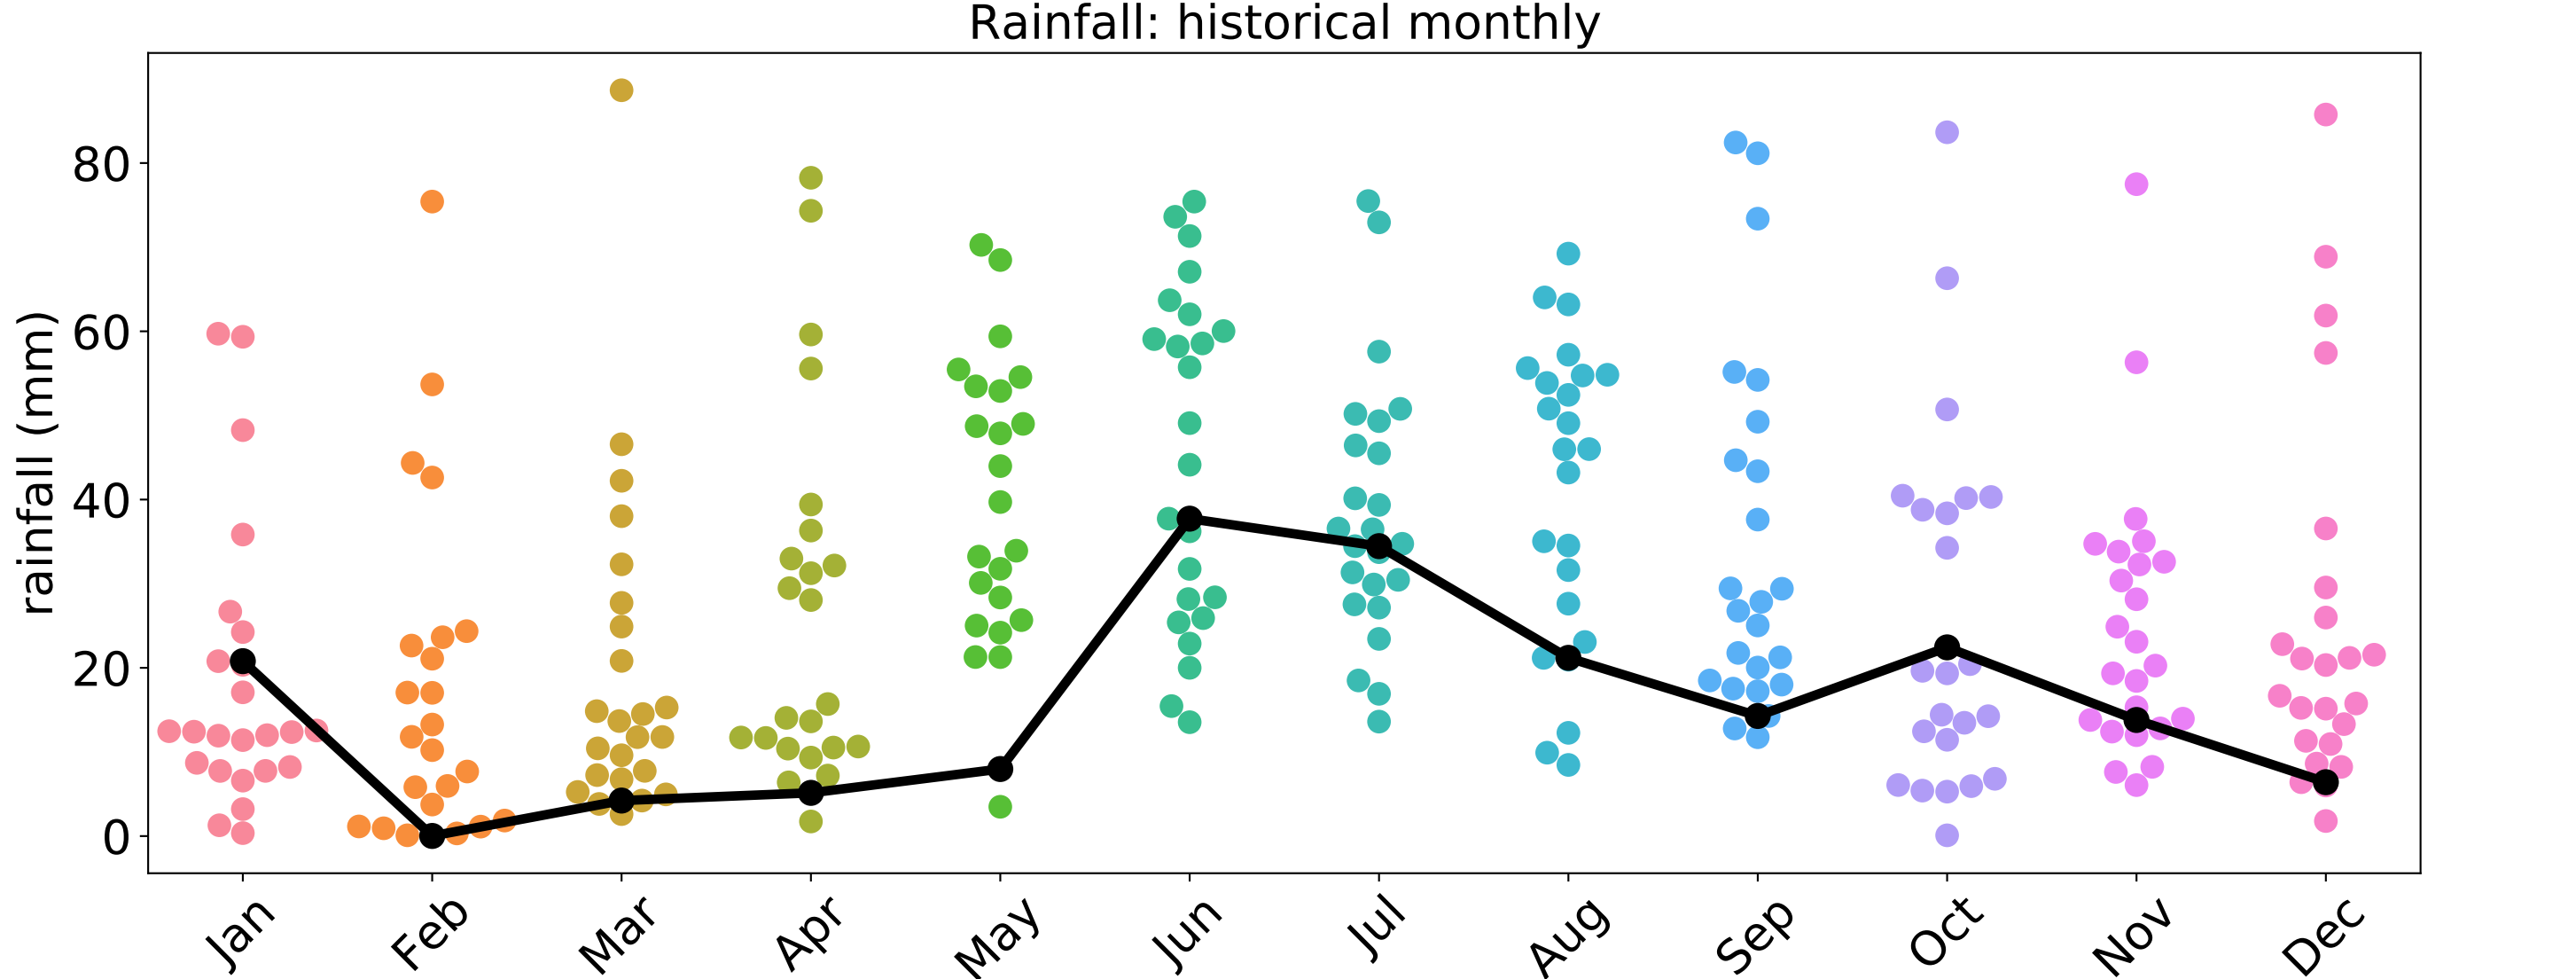 Rainfall: historical monthly
rainfall (mm)
80
60
40
20
0
Jan
Feb
Mar
Apr
May
Jun
Jul
Aug
Sep
Oct
Nov
Dec